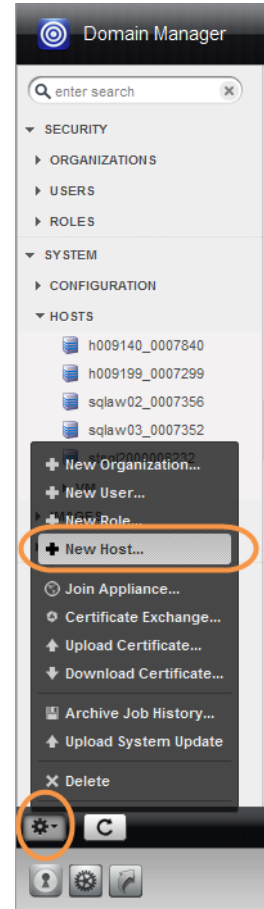 Domain Manager
enter search
SECURITY
ORGANIZATIONS
USERS
ROLES
SYSTEM
CONFIGURATION
HOSTS
h009140_0007840
h009199_0007299
sqlaw02_0007356
sqlaw03_0007352
New Organization...
VM
New User...
IMAGES
New Role...
New Host...
Join Appliance...
Certificate Exchange...
Upload Certificate...
Download Certificate...
Archive Job History...
Upload System Update
Delete